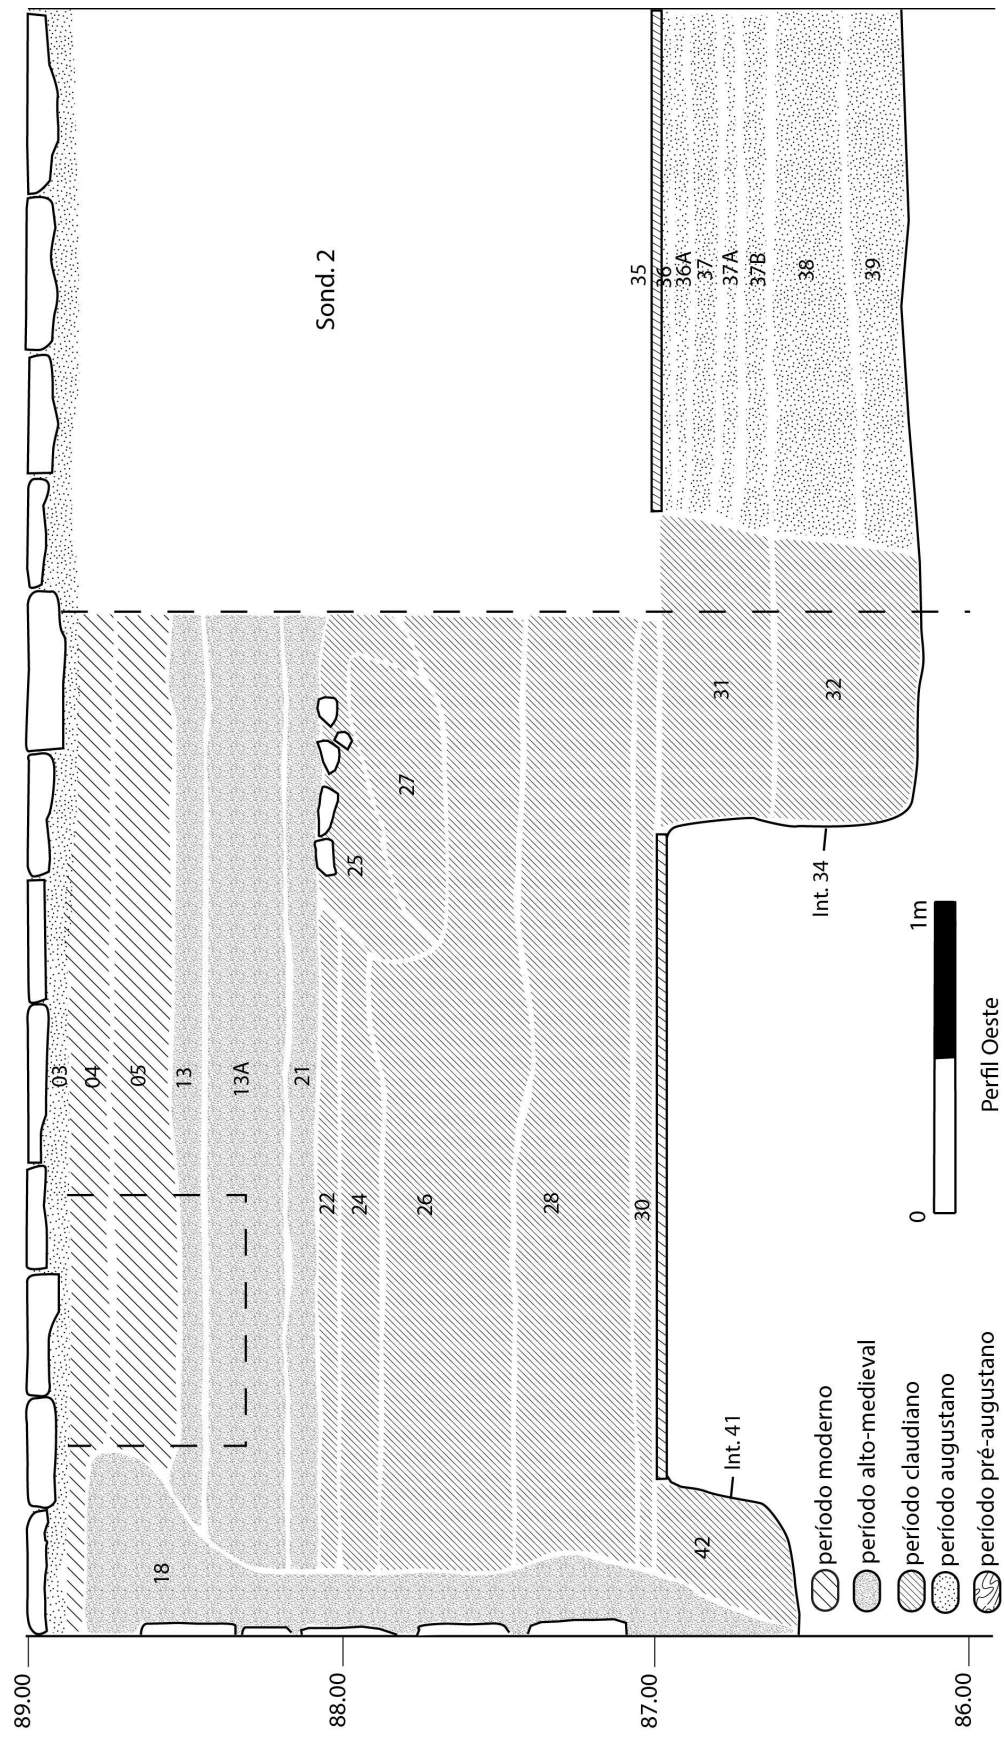 89.00
88.00
87.00
86.00
Sond. 2
03
04
05
13
13A
18
21
22
24
25
26
27
28
30
31
32
35
36
36A
37
37A
37B
38
39
42
Int. 34
Int. 41
0
1m
Perfil Oeste
período moderno
período alto-medieval
período claudiano
período augustano
período pré-augustano